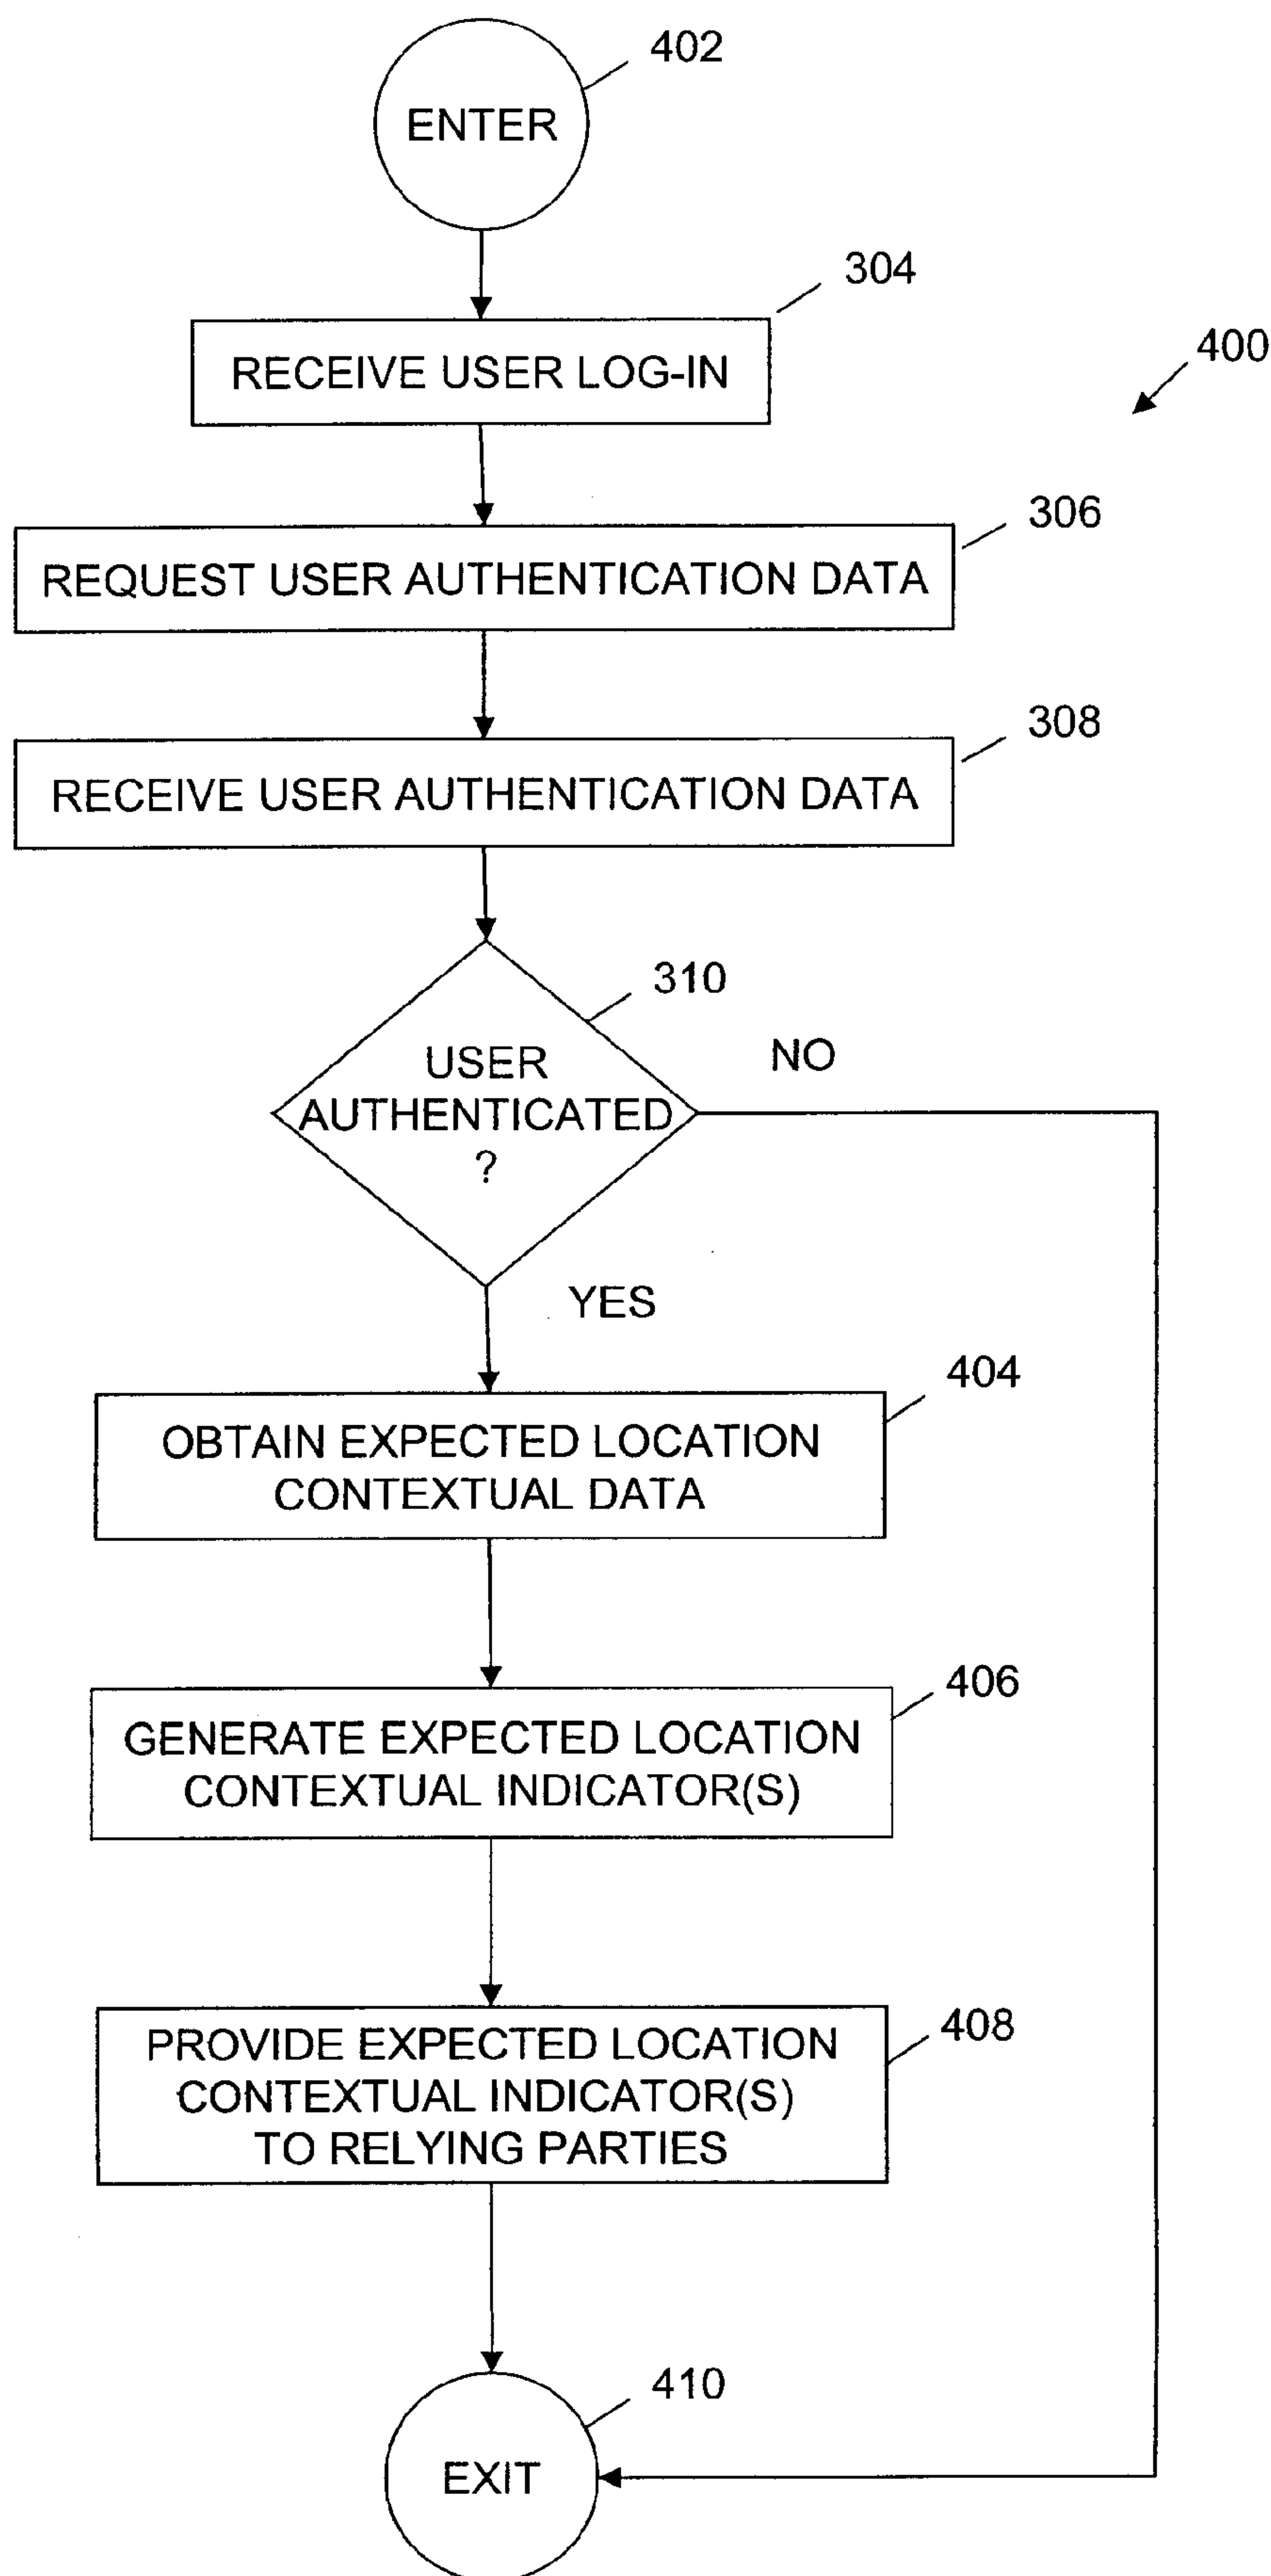 402
ENTER
304
RECEIVE USER LOG-IN
400
306
REQUEST USER AUTHENTICATION DATA
308
RECEIVE USER AUTHENTICATION DATA
310
USER
AUTHENTICATED
?
NO
YES
404
OBTAIN EXPECTED LOCATION
CONTEXTUAL DATA
406
GENERATE EXPECTED LOCATION
CONTEXTUAL INDICATOR(S)
408
PROVIDE EXPECTED LOCATION
CONTEXTUAL INDICATOR(S)
TO RELYING PARTIES
410
EXIT